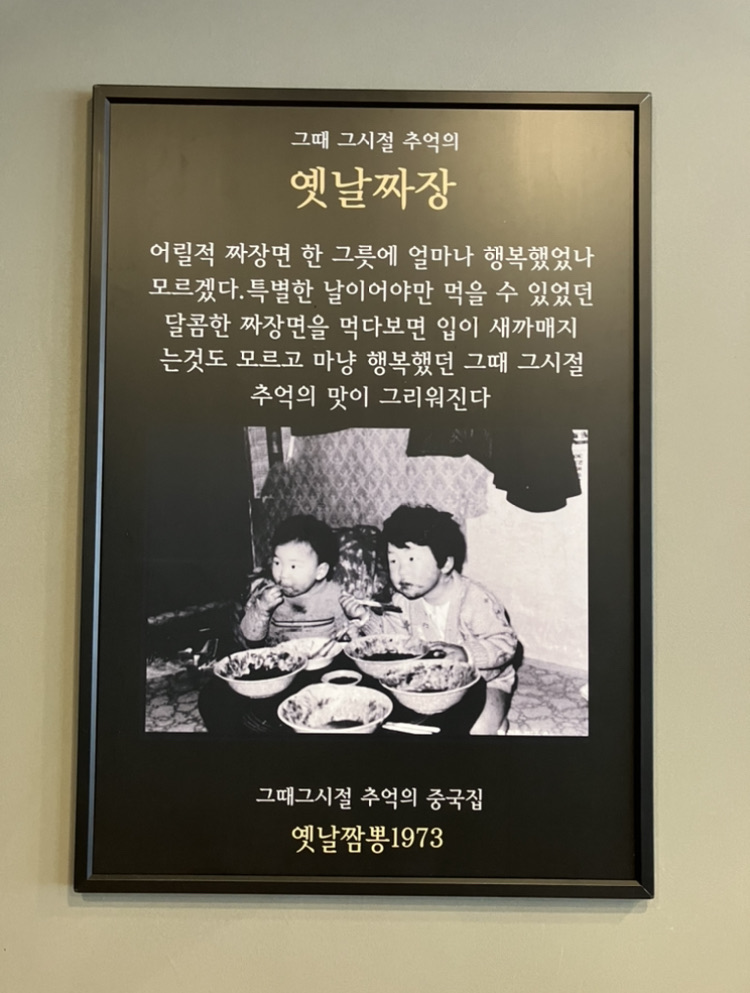 그때 그시절 추억의
옛날짜장
어릴적 짜장면 한 그릇에 얼마나 행복했었나
모르겠다.특별한 날이어야만 먹을 수 있었던
달콤한 짜장면을 먹다보면 입이 새까매지
는것도 모르고 마냥 행복했던 그때 그시절
추억의 맛이 그리워진다
그때그시절 추억의 중국집
옛날짬뽕1973